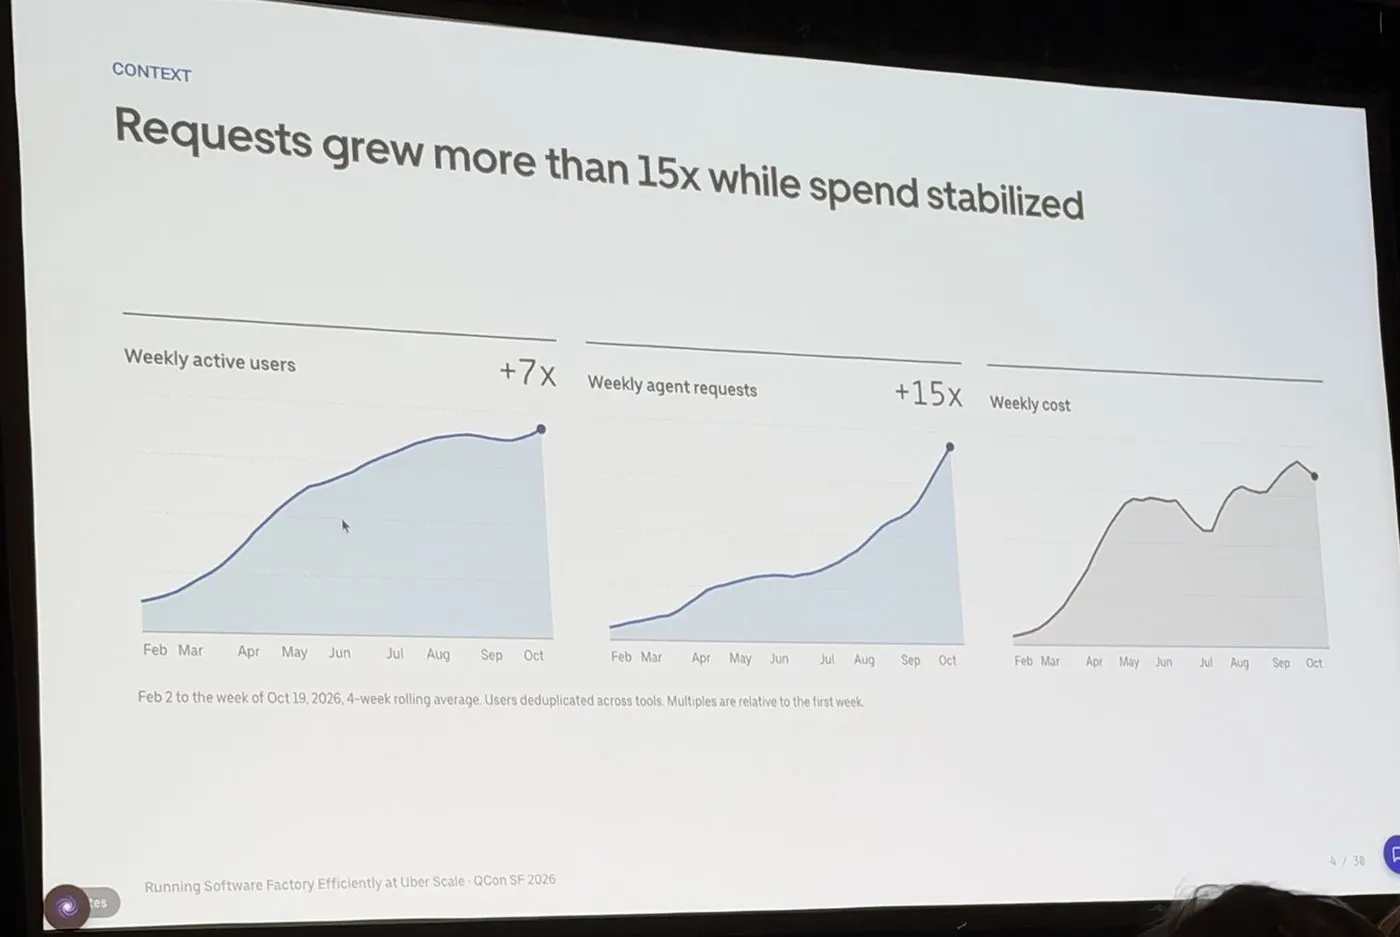 CONTEXT
Requests grew more than 15x while spend stabilized
Weekly active users
+7x
Weekly agent requests
+15x
Weekly cost
Feb Mar Apr May Jun Jul Aug Sep Oct
Feb Mar Apr May Jun Jul Aug Sep Oct
Feb Mar Apr May Jun Jul Aug Sep Oct
Feb 2 to the week of Oct 19, 2026, 4-week rolling average. Users deduplicated across tools. Multiples are relative to the first week.
4 / 30
Running Software Factory Efficiently at Uber Scale · QCon SF 2026